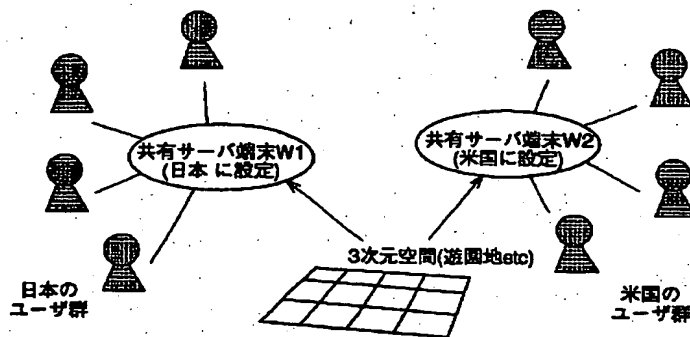 共有サーバ端末W1
(日本 に設定)
共有サーバ端末W2
(米国に設定)
3次元空間(遊園地etc)
日本の
ユーザ群
米国の
ユーザ群